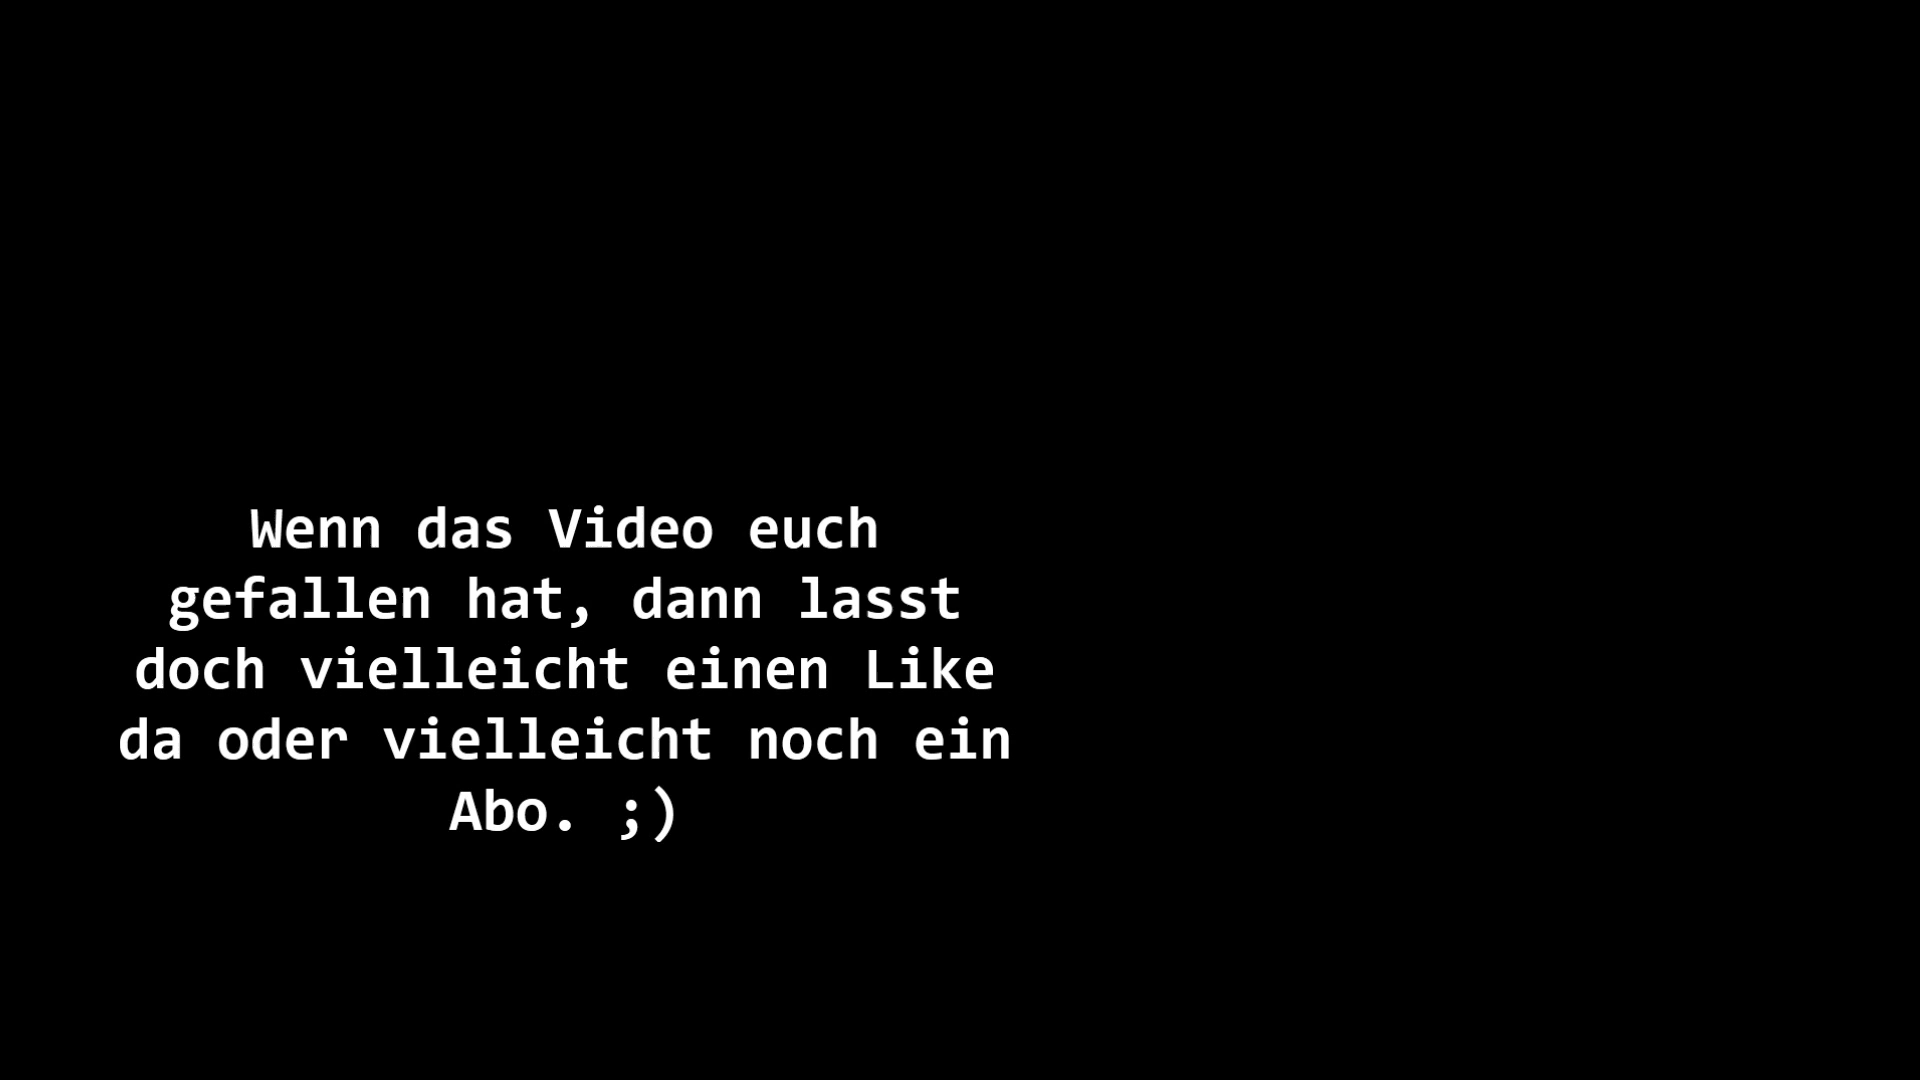 Wenn das Video euch
gefallen hat, dann lasst
doch vielleicht einen Like
da oder vielleicht noch ein
Abo. ;)